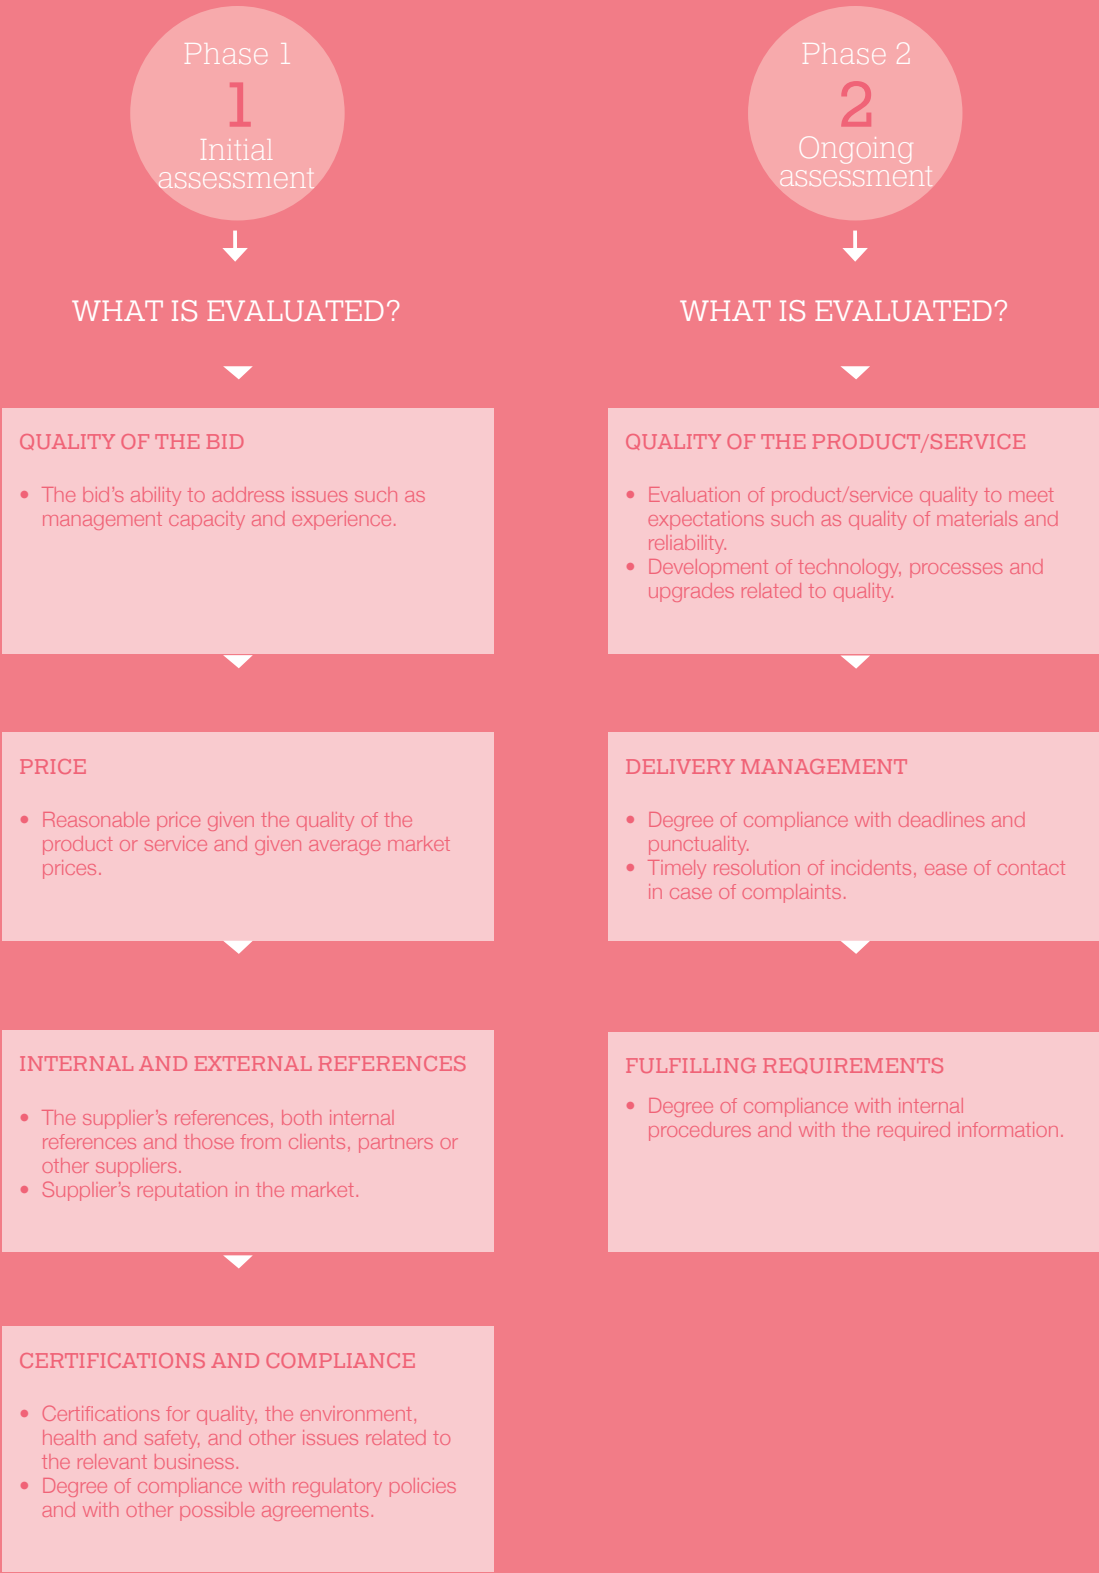 Phase 1
1
Initial
assessment
WHAT IS EVALUATED?
QUALITY OF THE BID
• The bid’s ability to address issues such as
management capacity and experience.
PRICE
• Reasonable price given the quality of the
product or service and given average market
prices.
INTERNAL AND EXTERNAL REFERENCES
• The supplier’s references, both internal
references and those from clients, partners or
other suppliers.
• Supplier’s reputation in the market.
CERTIFICATIONS AND COMPLIANCE
• Certifications for quality, the environment,
health and safety, and other issues related to
the relevant business.
• Degree of compliance with regulatory policies
and with other possible agreements.
Phase 2
2
Ongoing
assessment
WHAT IS EVALUATED?
QUALITY OF THE PRODUCT/SERVICE
• Evaluation of product/service quality to meet
expectations such as quality of materials and
reliability.
• Development of technology, processes and
upgrades related to quality.
DELIVERY MANAGEMENT
• Degree of compliance with deadlines and
punctuality.
• Timely resolution of incidents, ease of contact
in case of complaints.
FULFILLING REQUIREMENTS
• Degree of compliance with internal
procedures and with the required information.